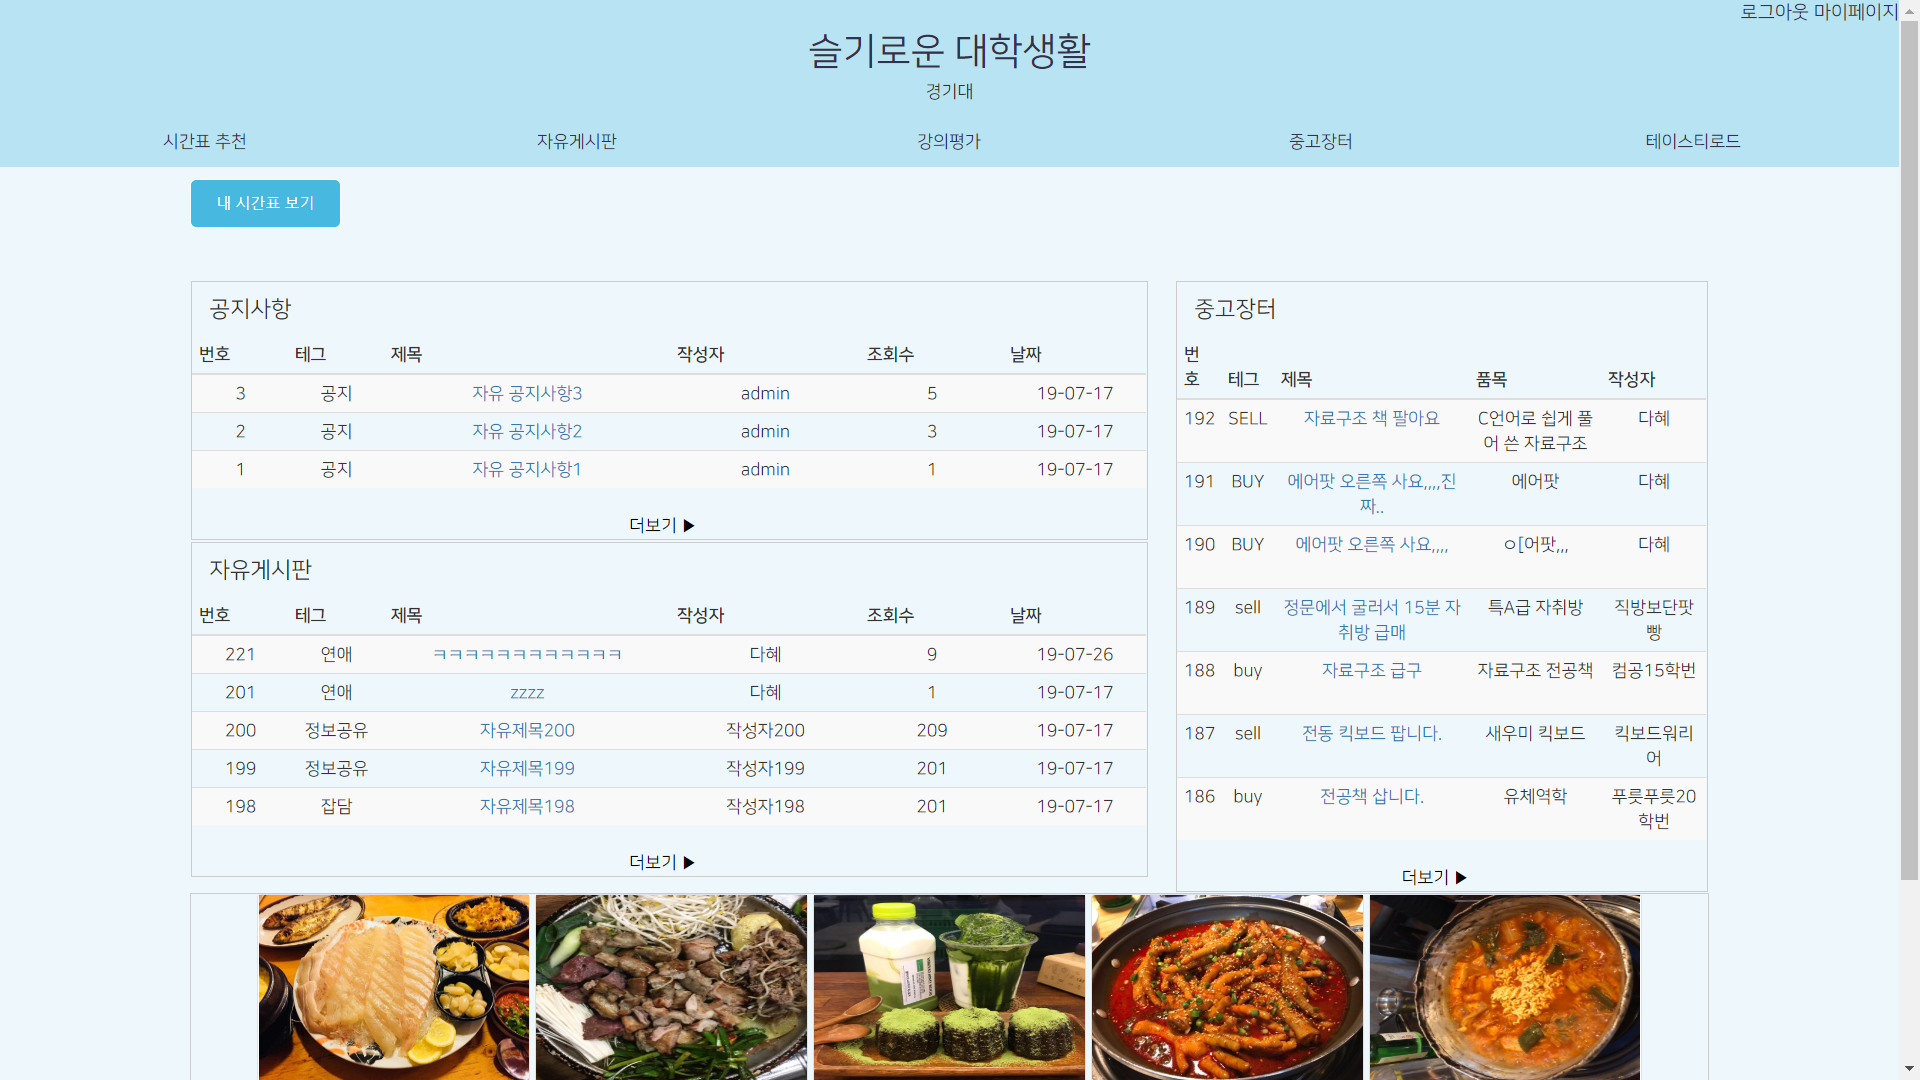 로그아웃 마이페이지
슬기로운 대학생활
경기대
시간표 추천 자유게시판 강의평가 중고장터 테이스티로드
내 시간표 보기
공지사항
번호 테그 제목 작성자 조회수 날짜
3 공지 자유 공지사항3 admin 5 19-07-17
2 공지 자유 공지사항2 admin 3 19-07-17
1 공지 자유 공지사항1 admin 1 19-07-17
더보기 ▶
자유게시판
번호 테그 제목 작성자 조회수 날짜
221 연애 ㅋㅋㅋㅋㅋㅋㅋㅋㅋㅋㅋㅋ 다혜 9 19-07-26
201 연애 zzzz 다혜 1 19-07-17
200 정보공유 자유제목200 작성자200 209 19-07-17
199 정보공유 자유제목199 작성자199 201 19-07-17
198 잡담 자유제목198 작성자198 201 19-07-17
더보기 ▶
중고장터
번
호 테그 제목 품목 작성자
192 SELL 자료구조 책 팔아요 C언어로 쉽게 풀 다혜
어 쓴 자료구조
191 BUY 에어팟 오른쪽 사요,,,,진 에어팟 다혜
짜..
190 BUY 에어팟 오른쪽 사요,,,, ㅇ[어팟,,, 다혜
189 sell 정문에서 굴러서 15분 자 특A급 자취방 직방보단팟
취방 급매 빵
188 buy 자료구조 급구 자료구조 전공책 컴공15학번
187 sell 전동 킥보드 팝니다. 새우미 킥보드 킥보드워리
어
186 buy 전공책 삽니다. 유체역학 푸릇푸릇20
학번
더보기 ▶